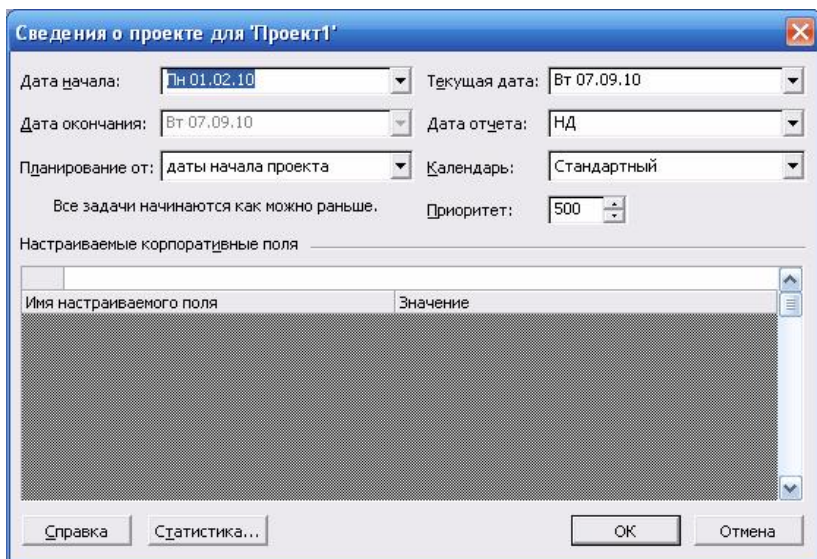 Сведения о проекте для 'Проект1'
Дата начала: Пн 01.02.10 Текущая дата: Вт 07.09.10
Дата окончания: Вт 07.09.10 Дата отчета: НД
Планирование от: даты начала проекта Календарь: Стандартный
Все задачи начинаются как можно раньше. Приоритет: 500
Настраиваемые корпоративные поля
Имя настраиваемого поля Значение
Справка Статистика... ОК Отмена